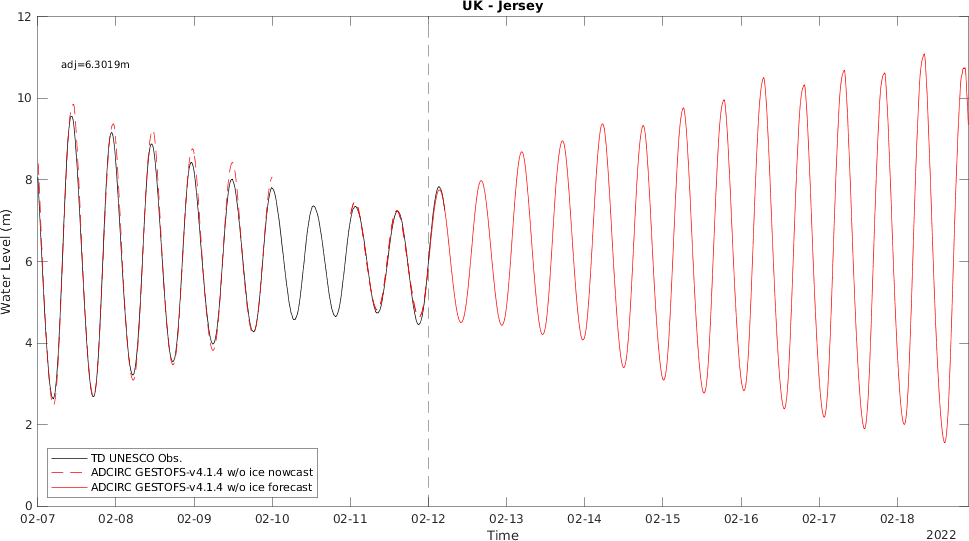 UK - Jersey
adj=6.3019m
Water Level (m)
12
10
8
6
4
2
0
TD UNESCO Obs.
ADCIRC GESTOFS-v4.1.4 w/o ice nowcast
ADCIRC GESTOFS-v4.1.4 w/o ice forecast
02-07 02-08 02-09 02-10 02-11 02-12 02-13 02-14 02-15 02-16 02-17 02-18
Time
2022